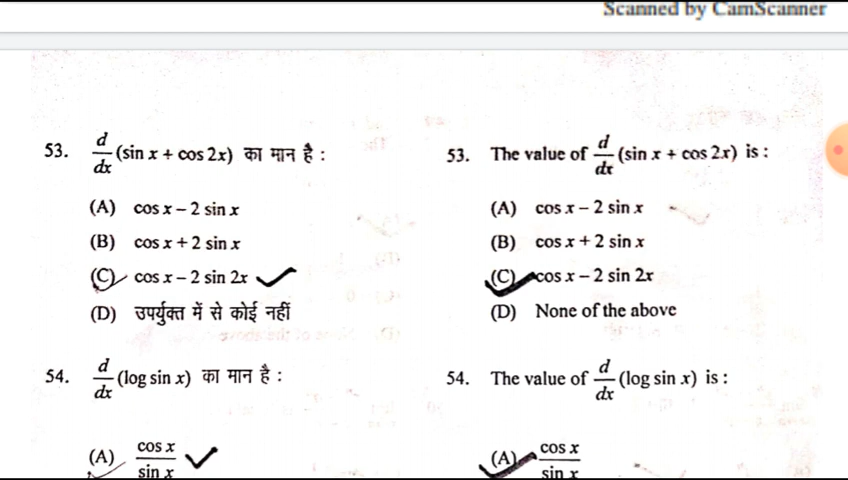 Scanned by CamScanner
53. d/dx (sin x + cos 2x) का मान है :
(A) cos x – 2 sin x
(B) cos x + 2 sin x
(C) cos x – 2 sin 2x
(D) उपर्युक्त में से कोई नहीं
54. d/dx (log sin x) का मान है :
(A) cos x / sin x
53. The value of d/dx (sin x + cos 2x) is :
(A) cos x – 2 sin x
(B) cos x + 2 sin x
(C) cos x – 2 sin 2x
(D) None of the above
54. The value of d/dx (log sin x) is :
(A) cos x / sin x